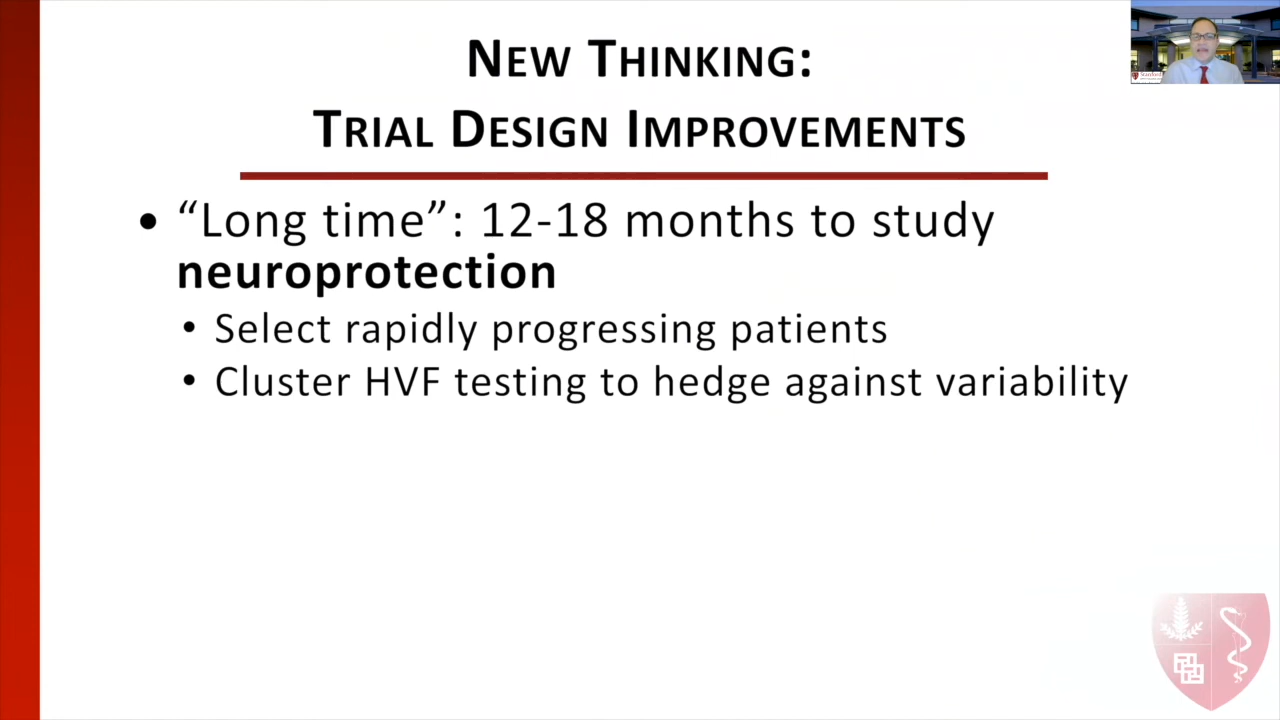 NEW THINKING:
TRIAL DESIGN IMPROVEMENTS
• “Long time”: 12-18 months to study
neuroprotection
• Select rapidly progressing patients
• Cluster HVF testing to hedge against variability
Stanford